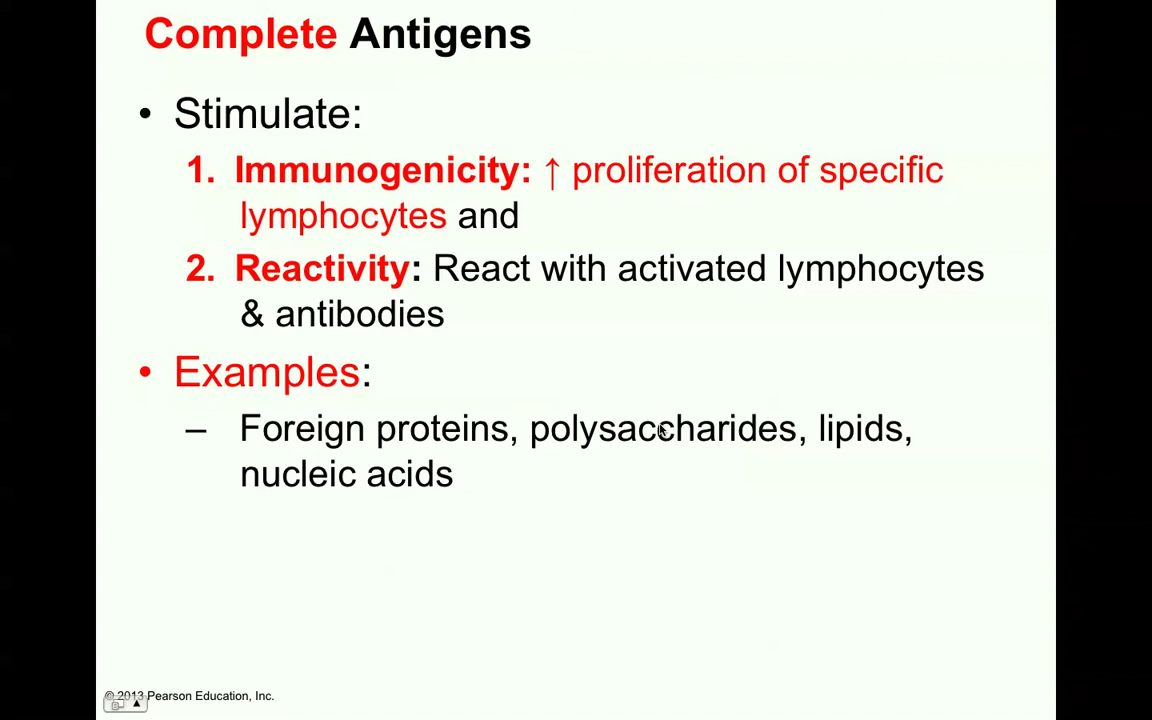 Complete Antigens
• Stimulate:
1. Immunogenicity: ↑ proliferation of specific
lymphocytes and
2. Reactivity: React with activated lymphocytes
& antibodies
• Examples:
– Foreign proteins, polysaccharides, lipids,
nucleic acids
© 2013 Pearson Education, Inc.